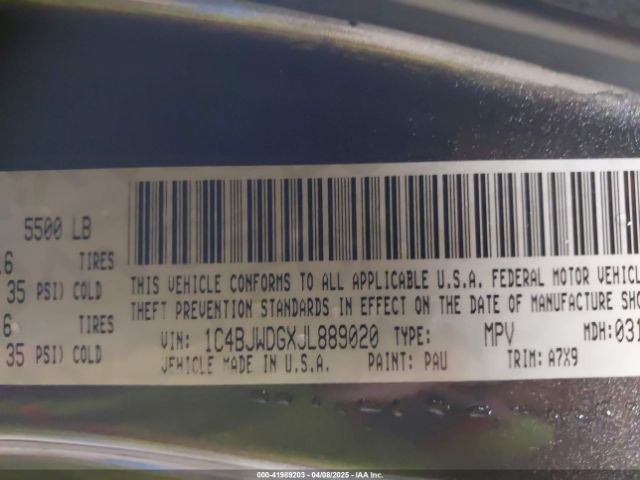 5500 LB
.6 TIRES
35 PSI) COLD
6 TIRES
35 PSI) COLD
THIS VEHICLE CONFORMS TO ALL APPLICABLE U.S.A. FEDERAL MOTOR VEHICL
THEFT PREVENTION STANDARDS IN EFFECT ON THE DATE OF MANUFACTURE SH
VIN: 1C4BJWDGXJL889020 TYPE: MPV MDH:031
VEHICLE MADE IN U.S.A. PAINT: PAU TRIM: A7X9
000-41989203 - 04/08/2025 - IAA Inc.